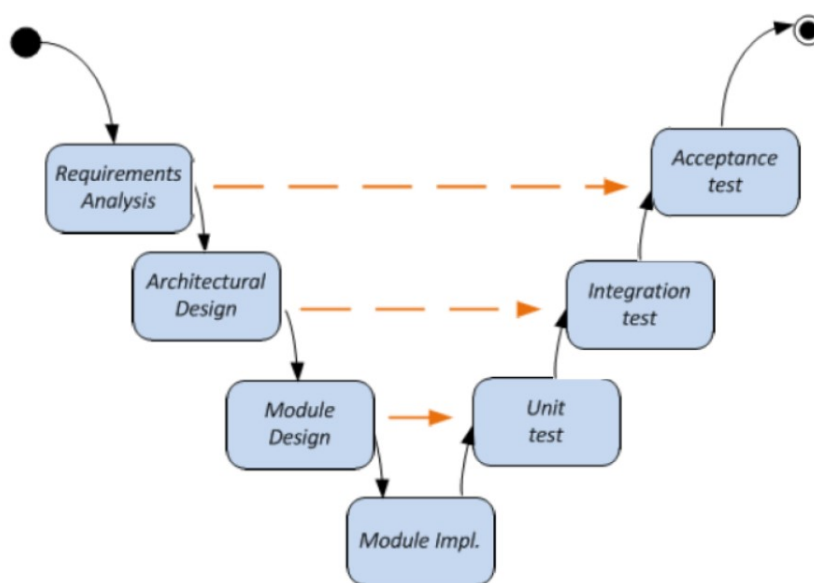 Requirements
Analysis
Acceptance
test
Architectural
Design
Integration
test
Module
Design
Unit
test
Module Impl.